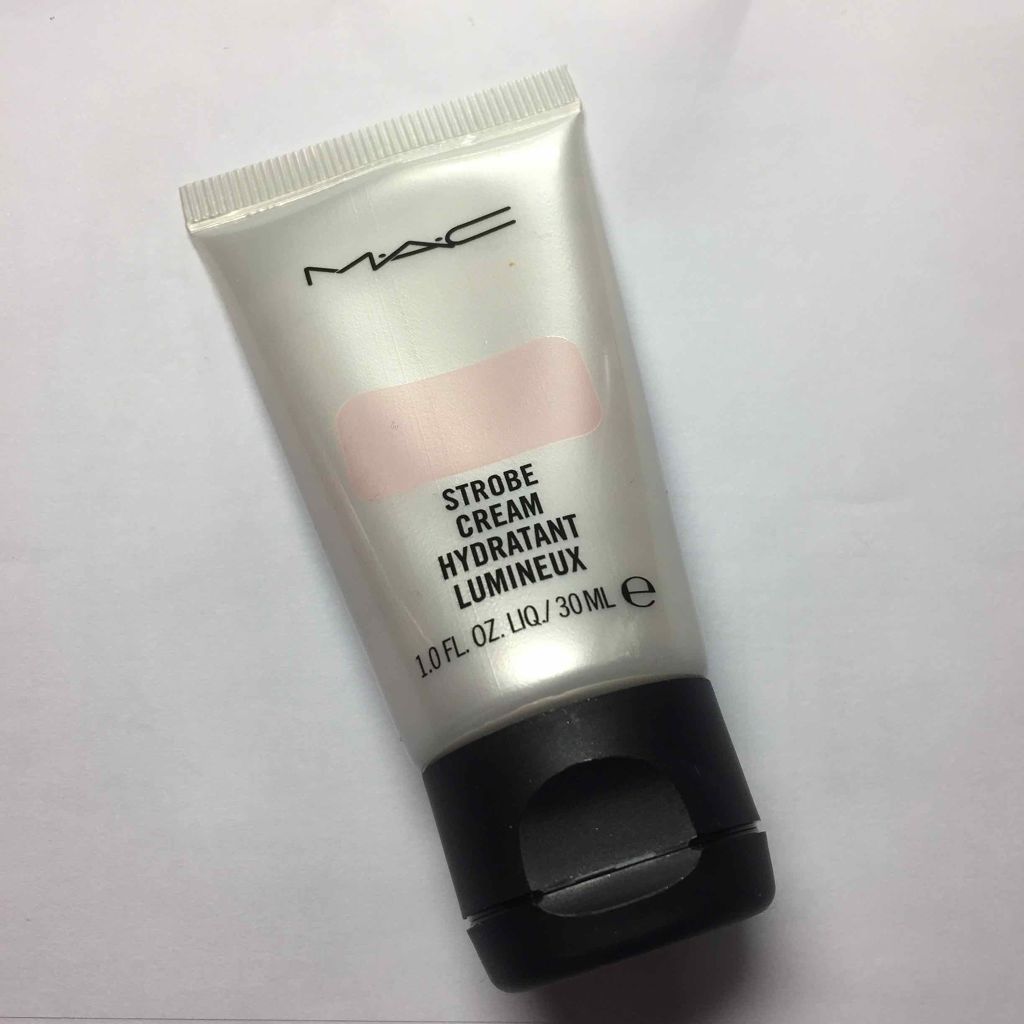 M·A·C
STROBE
CREAM
HYDRATANT
LUMINEUX
1.0 FL. OZ. LIQ./ 30 ML ℮